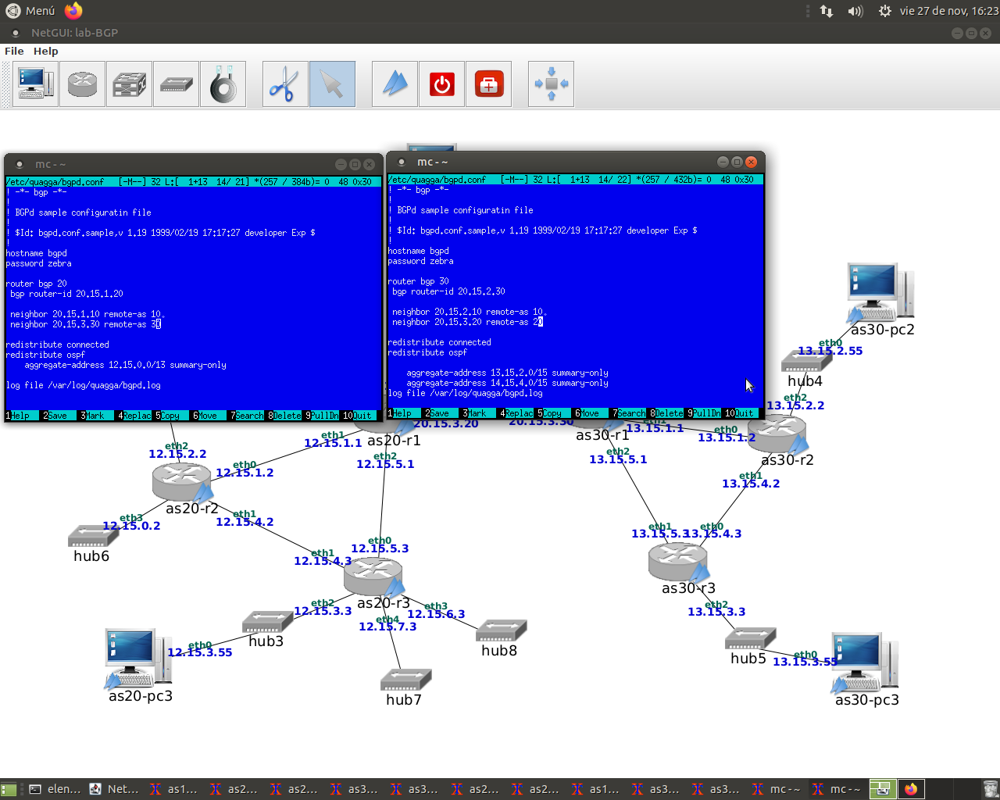 Menú
vie 27 de nov, 16:23
NetGUI: lab-BGP
File Help
mc - ~
/etc/quagga/bgpd.conf [-M--] 32 L:[ 1+13 14/ 21] *(257 / 384b)= 0 48 0x30
! -*- bgp -*-
!
! BGPd sample configuratin file
!
! $Id: bgpd.conf.sample,v 1.19 1999/02/19 17:17:27 developer Exp $
!
hostname bgpd
password zebra
router bgp 20
bgp router-id 20.15.1.20
neighbor 20.15.1.10 remote-as 10.
neighbor 20.15.3.30 remote-as 30
redistribute connected
redistribute ospf
aggregate-address 12.15.0.0/13 summary-only
log file /var/log/quagga/bgpd.log
1Help 2Save 3Mark 4Replac 5Copy 6Move 7Search 8Delete 9PullDn 10Quit
mc - ~
/etc/quagga/bgpd.conf [-M--] 32 L:[ 1+13 14/ 22] *(257 / 432b)= 0 48 0x30
! -*- bgp -*-
!
! BGPd sample configuratin file
!
! $Id: bgpd.conf.sample,v 1.19 1999/02/19 17:17:27 developer Exp $
!
hostname bgpd
password zebra
router bgp 30
bgp router-id 20.15.2.30
neighbor 20.15.2.10 remote-as 10.
neighbor 20.15.3.20 remote-as 20
redistribute connected
redistribute ospf
aggregate-address 13.15.2.0/15 summary-only
aggregate-address 14.15.4.0/15 summary-only
log file /var/log/quagga/bgpd.log
1Help 2Save 3Mark 4Replac 5Copy 6Move 7Search 8Delete 9PullDn 10Quit
as30-pc2
eth0
13.15.2.55
hub4
eth2
13.15.2.2
20.15.3.20
eth1
13.15.1.1
eth0
13.15.1.2
as20-r1
as30-r1
as30-r2
eth1
12.15.1.1
eth2
12.15.2.2
eth2
12.15.5.1
eth2
13.15.5.1
eth0
12.15.1.2
eth1
13.15.4.2
as20-r2
eth1
12.15.4.2
eth3
12.15.0.2
hub6
eth0
12.15.5.3
eth1
12.15.4.3
eth1
13.15.5.3
eth0
13.15.4.3
as20-r3
as30-r3
eth2
12.15.3.3
eth4
12.15.7.3
eth3
12.15.6.3
eth2
13.15.3.3
hub3
hub8
hub5
eth0
12.15.3.55
eth0
13.15.3.55
as20-pc3
hub7
as30-pc3
elen... Net... as1... as2... as2... as3... as3... as2... as2... as1... as3... as3... mc - ~ mc - ~